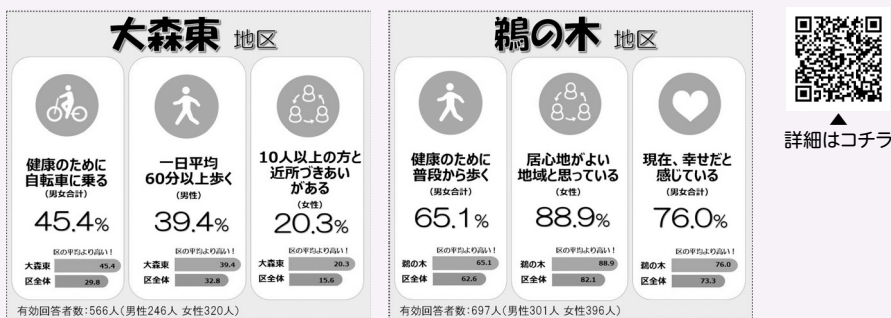 大森東 地区
健康のために
自転車に乗る
(男女合計)
45.4%
区の平均より高い!
大森東 45.4
区全体 29.8
一日平均
60分以上歩く
(男性)
39.4%
区の平均より高い!
大森東 39.4
区全体 32.8
10人以上の方と
近所づきあい
がある
(女性)
20.3%
区の平均より高い!
大森東 20.3
区全体 15.6
有効回答者数:566人(男性246人 女性320人)
鵜の木 地区
健康のために
普段から歩く
(男女合計)
65.1%
区の平均より高い!
鵜の木 65.1
区全体 62.6
居心地がよい
地域と思っている
(女性)
88.9%
区の平均より高い!
鵜の木 88.9
区全体 82.1
現在、幸せだと
感じている
(男女合計)
76.0%
区の平均より高い!
鵜の木 76.0
区全体 73.3
有効回答者数:697人(男性301人 女性396人)
▲
詳細はコチラ